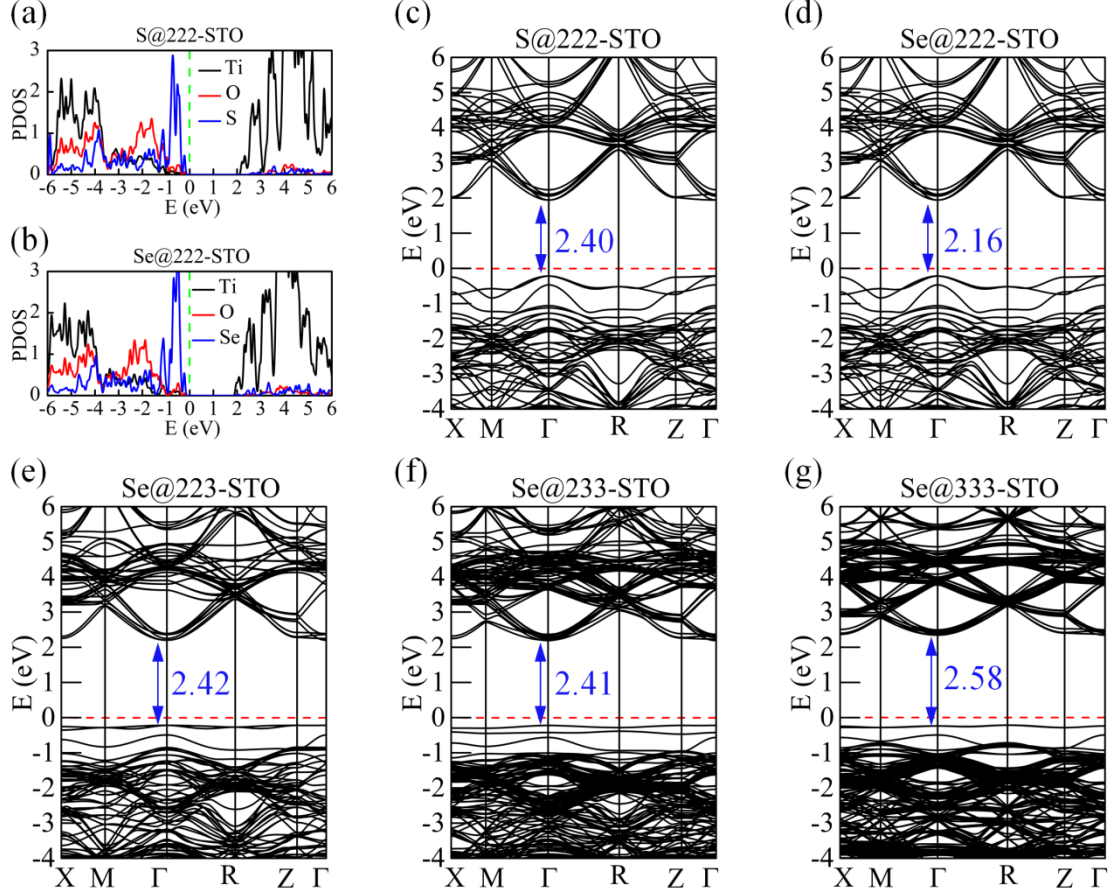 (a)
S@222-STO
PDOS
3
2
1
0
Ti
O
S
-6 -5 -4 -3 -2 -1 0 1 2 3 4 5 6
E (eV)
(b)
Se@222-STO
PDOS
3
2
1
0
Ti
O
Se
-6 -5 -4 -3 -2 -1 0 1 2 3 4 5 6
E (eV)
(c)
S@222-STO
E (eV)
6
5
4
3
2
1
0
-1
-2
-3
-4
2.40
X M Γ R Z Γ
(d)
Se@222-STO
E (eV)
6
5
4
3
2
1
0
-1
-2
-3
-4
2.16
X M Γ R Z Γ
(e)
Se@223-STO
E (eV)
6
5
4
3
2
1
0
-1
-2
-3
-4
2.42
X M Γ R Z Γ
(f)
Se@233-STO
E (eV)
6
5
4
3
2
1
0
-1
-2
-3
-4
2.41
X M Γ R Z Γ
(g)
Se@333-STO
E (eV)
6
5
4
3
2
1
0
-1
-2
-3
-4
2.58
X M Γ R Z Γ